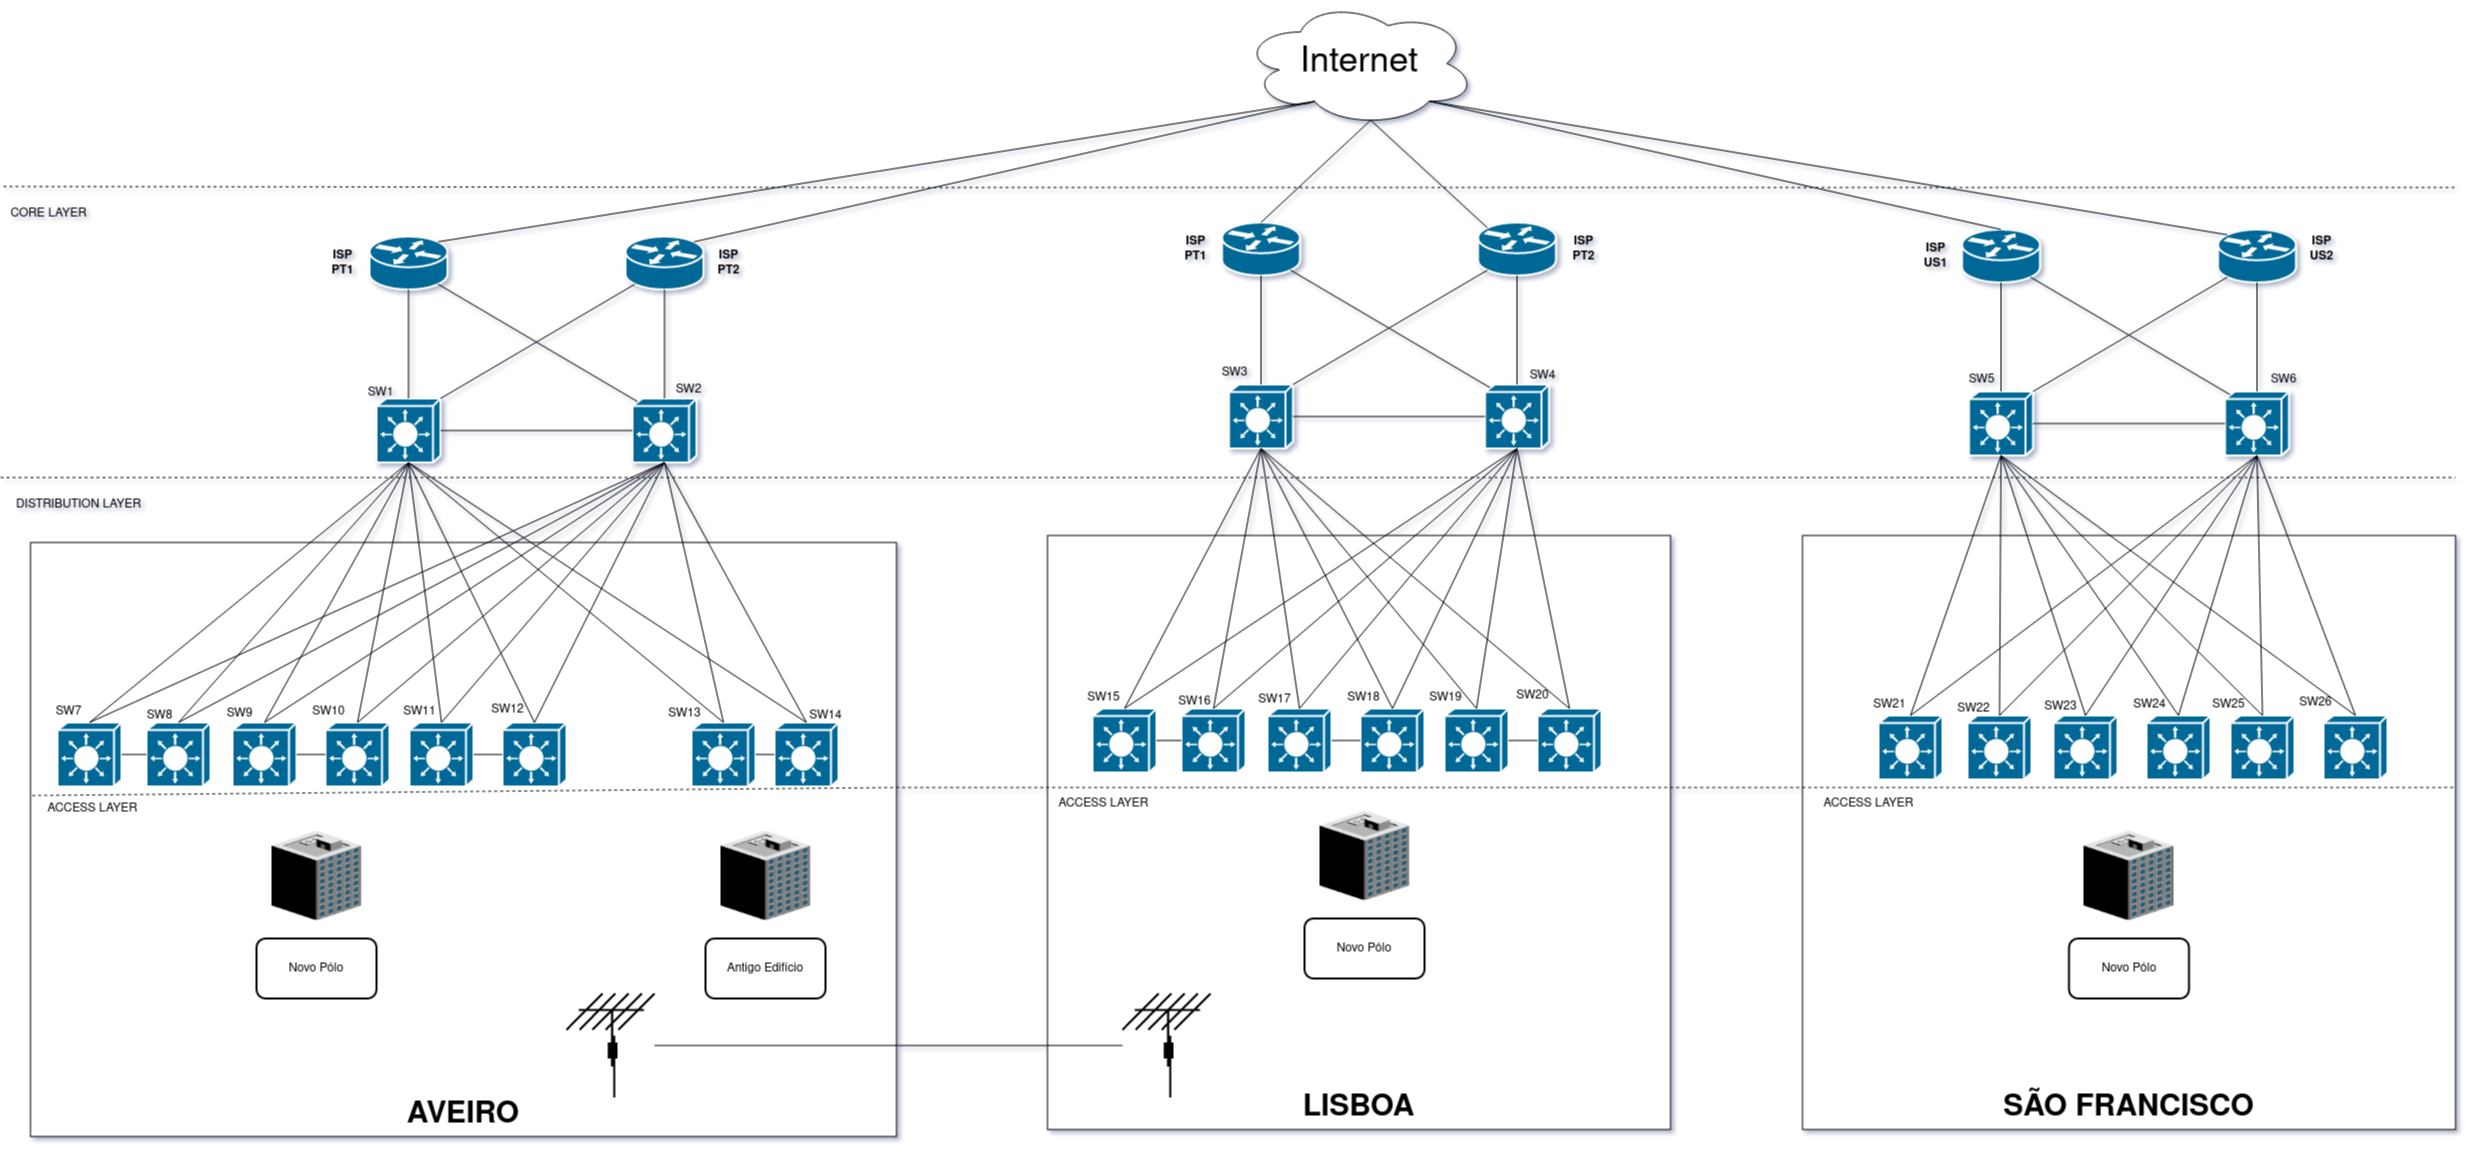 Internet
CORE LAYER
ISP
PT1
ISP
PT2
ISP
PT1
ISP
PT2
ISP
US1
ISP
US2
SW1
SW2
SW3
SW4
SW5
SW6
DISTRIBUTION LAYER
SW7
SW8
SW9
SW10
SW11
SW12
SW13
SW14
SW15
SW16
SW17
SW18
SW19
SW20
SW21
SW22
SW23
SW24
SW25
SW26
ACCESS LAYER
ACCESS LAYER
ACCESS LAYER
Novo Pólo
Antigo Edifício
Novo Pólo
Novo Pólo
AVEIRO
LISBOA
SÃO FRANCISCO